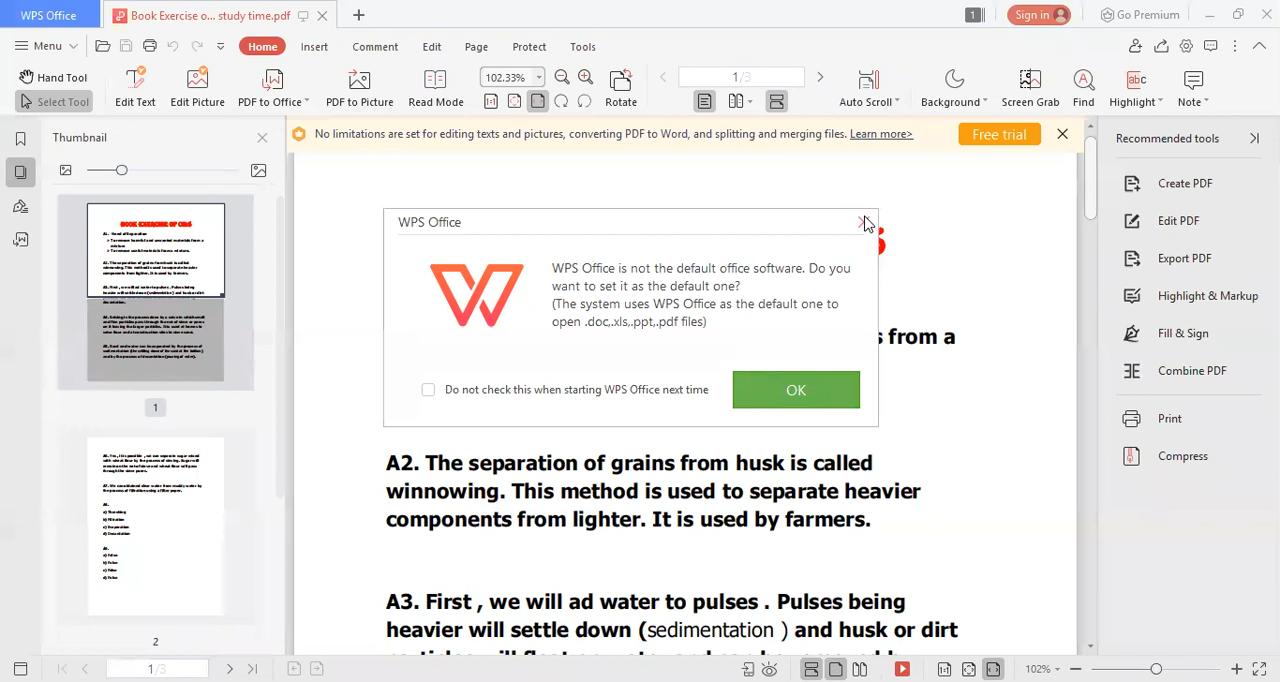 WPS Office
Book Exercise o... study time.pdf
1
Sign in
Go Premium
Menu
Home
Insert
Comment
Edit
Page
Protect
Tools
Hand Tool
Select Tool
Edit Text
Edit Picture
PDF to Office
PDF to Picture
Read Mode
102.33%
Rotate
1/3
Auto Scroll
Background
Screen Grab
Find
Highlight
Note
Thumbnail
No limitations are set for editing texts and pictures, converting PDF to Word, and splitting and merging files. Learn more>
Free trial
Recommended tools
Create PDF
Edit PDF
Export PDF
Highlight & Markup
Fill & Sign
Combine PDF
Print
Compress
BOOK EXERCISE OF CH5
1
2
WPS Office
WPS Office is not the default office software. Do you
want to set it as the default one?
(The system uses WPS Office as the default one to
open .doc,.xls,.ppt,.pdf files)
Do not check this when starting WPS Office next time
OK
s from a
A2. The separation of grains from husk is called
winnowing. This method is used to separate heavier
components from lighter. It is used by farmers.
A3. First , we will ad water to pulses . Pulses being
heavier will settle down (sedimentation ) and husk or dirt
1/3
102%